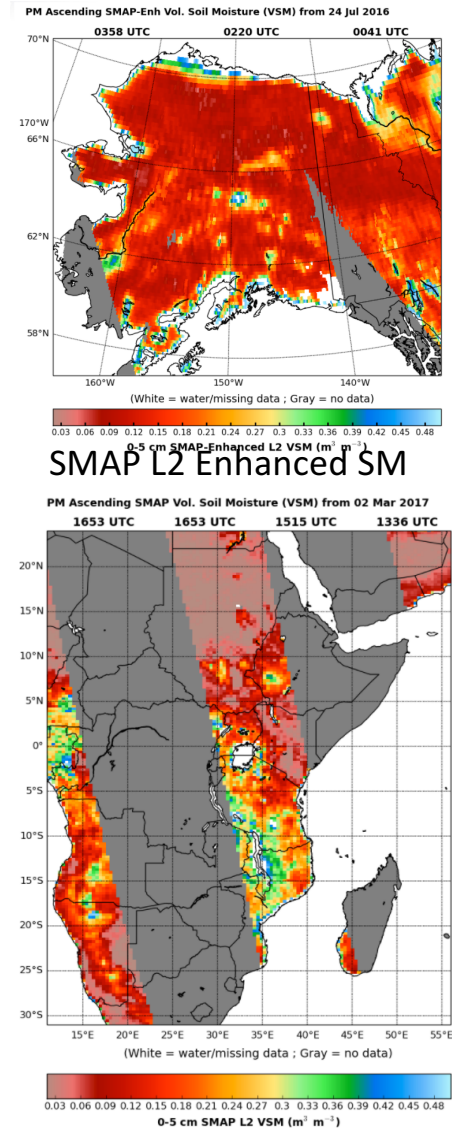 PM Ascending SMAP-Enh Vol. Soil Moisture (VSM) from 24 Jul 2016
0358 UTC 0220 UTC 0041 UTC
70°N
170°W
66°N
62°N
58°N
160°W 150°W 140°W
(White = water/missing data ; Gray = no data)
0.03 0.06 0.09 0.12 0.15 0.18 0.21 0.24 0.27 0.3 0.33 0.36 0.39 0.42 0.45 0.48
0-5 cm SMAP-Enhanced L2 VSM (m³ m⁻³)
SMAP L2 Enhanced SM
PM Ascending SMAP Vol. Soil Moisture (VSM) from 02 Mar 2017
1653 UTC 1653 UTC 1515 UTC 1336 UTC
20°N
15°N
10°N
5°N
0°
5°S
10°S
15°S
20°S
25°S
30°S
15°E 25°E 35°E 45°E 55°E
(White = water/missing data ; Gray = no data)
0.03 0.06 0.09 0.12 0.15 0.18 0.21 0.24 0.27 0.3 0.33 0.36 0.39 0.42 0.45 0.48
0-5 cm SMAP L2 VSM (m³ m⁻³)